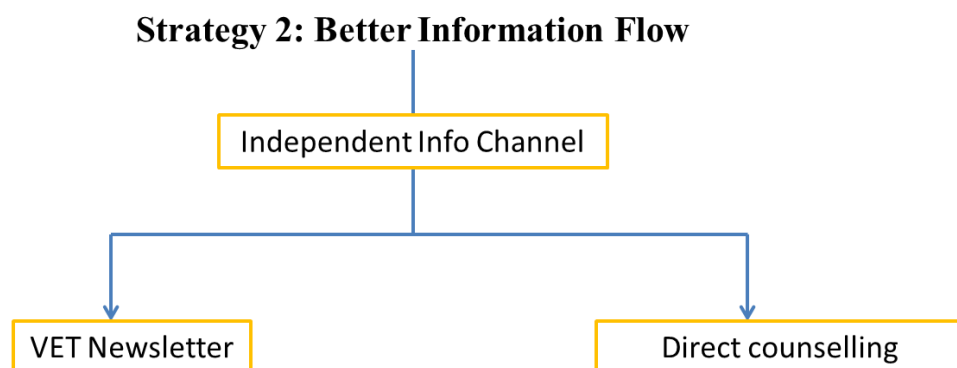 Strategy 2: Better Information Flow
Independent Info Channel
VET Newsletter
Direct counselling